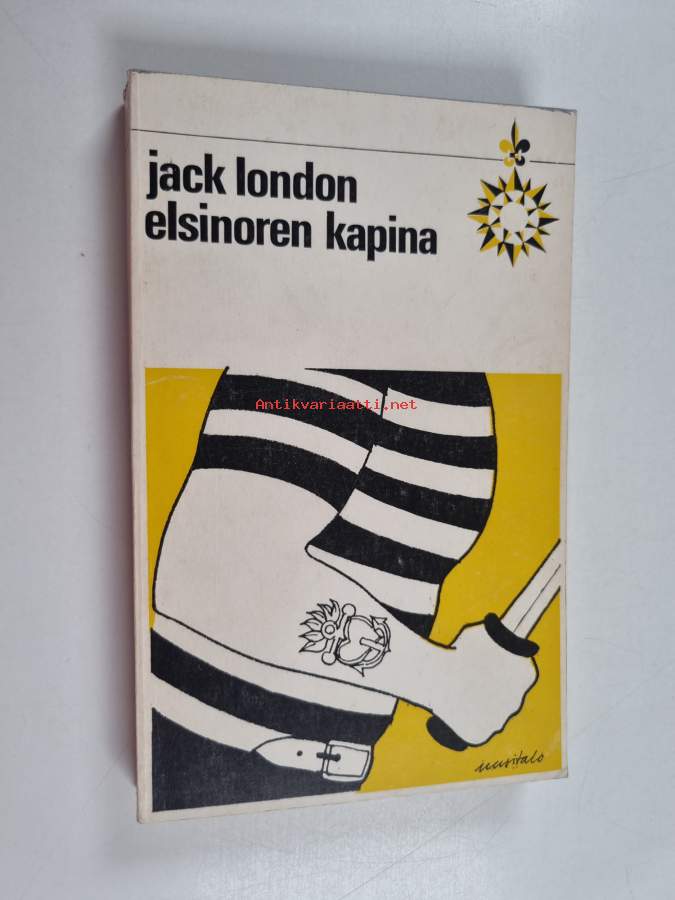 jack london
elsinoren kapina
Antikvariaatti.net
uusitalo